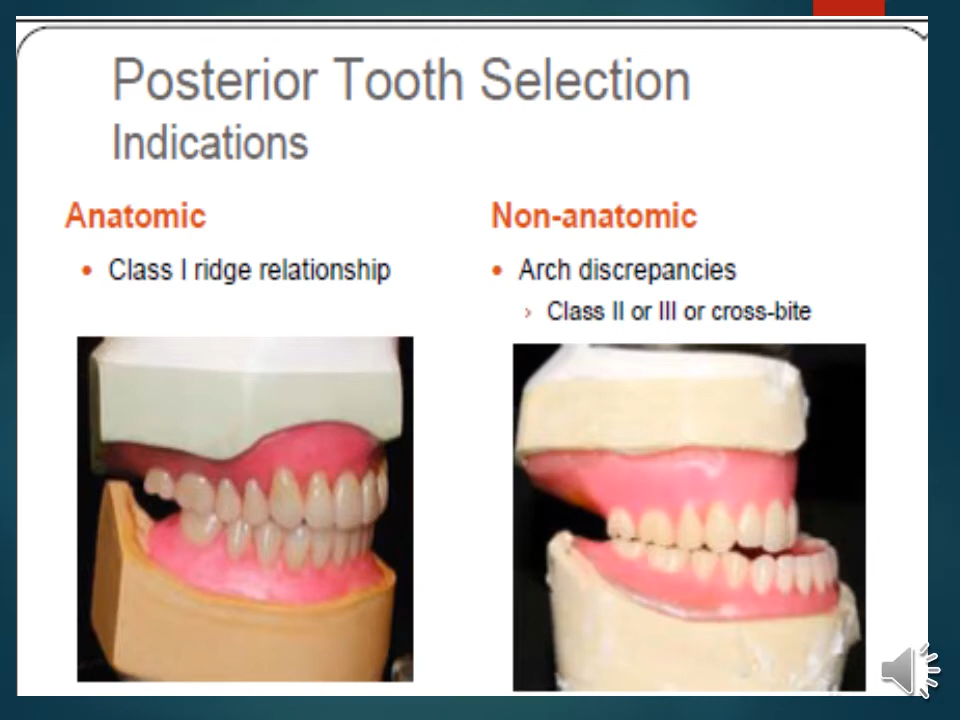 Posterior Tooth Selection
Indications
Anatomic
• Class I ridge relationship
Non-anatomic
• Arch discrepancies
› Class II or III or cross-bite